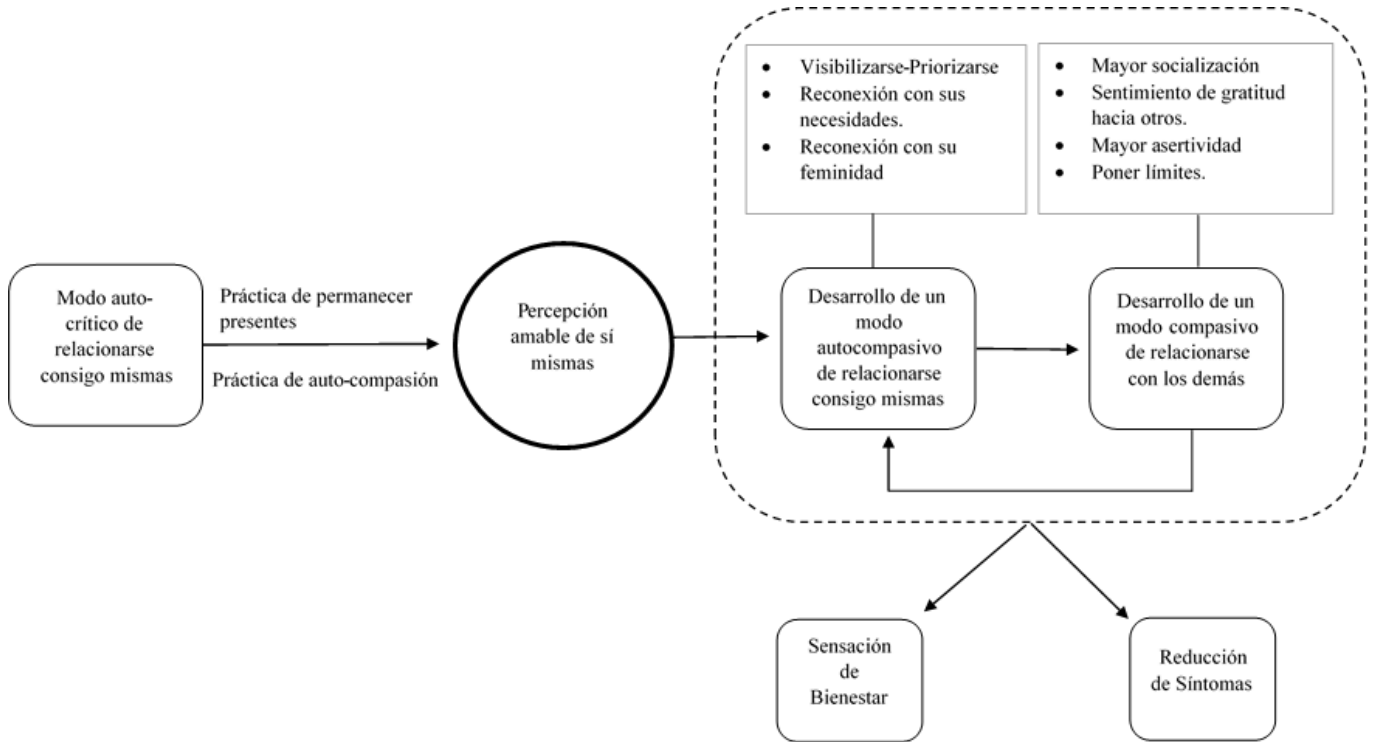 Modo auto-
crítico de
relacionarse
consigo mismas
Práctica de permanecer
presentes
Práctica de auto-compasión
Percepción
amable de sí
mismas
• Visibilizarse-Priorizarse
• Reconexión con sus
necesidades.
• Reconexión con su
feminidad
• Mayor socialización
• Sentimiento de gratitud
hacia otros.
• Mayor asertividad
• Poner límites.
Desarrollo de un
modo
autocompasivo
de relacionarse
consigo mismas
Desarrollo de un
modo compasivo
de relacionarse
con los demás
Sensación
de
Bienestar
Reducción
de Síntomas